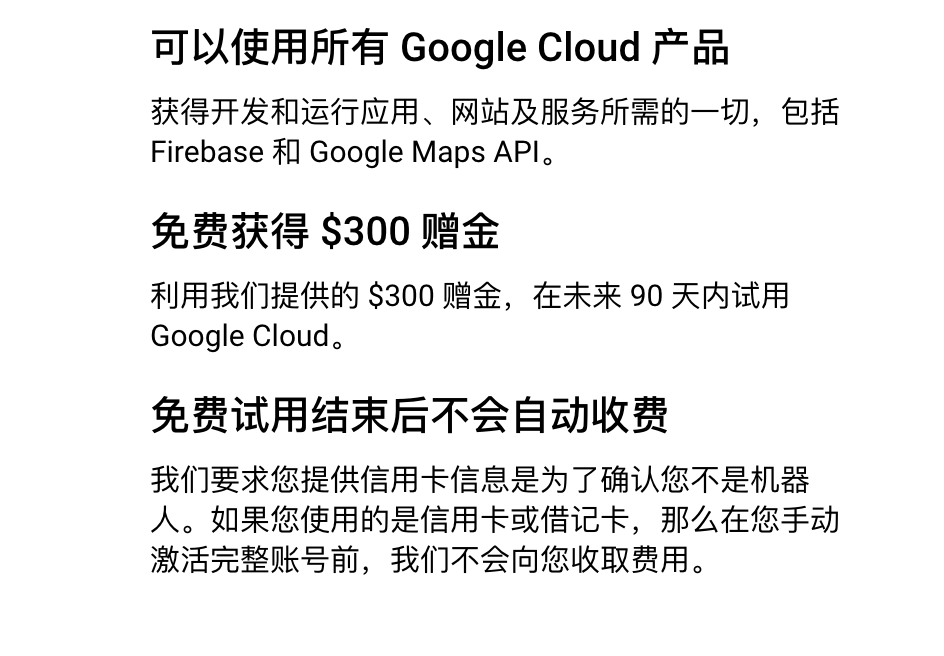 可以使用所有 Google Cloud 产品
获得开发和运行应用、网站及服务所需的一切，包括
Firebase 和 Google Maps API。
免费获得 $300 赠金
利用我们提供的 $300 赠金，在未来 90 天内试用
Google Cloud。
免费试用结束后不会自动收费
我们要求您提供信用卡信息是为了确认您不是机器
人。如果您使用的是信用卡或借记卡，那么在您手动
激活完整账号前，我们不会向您收取费用。